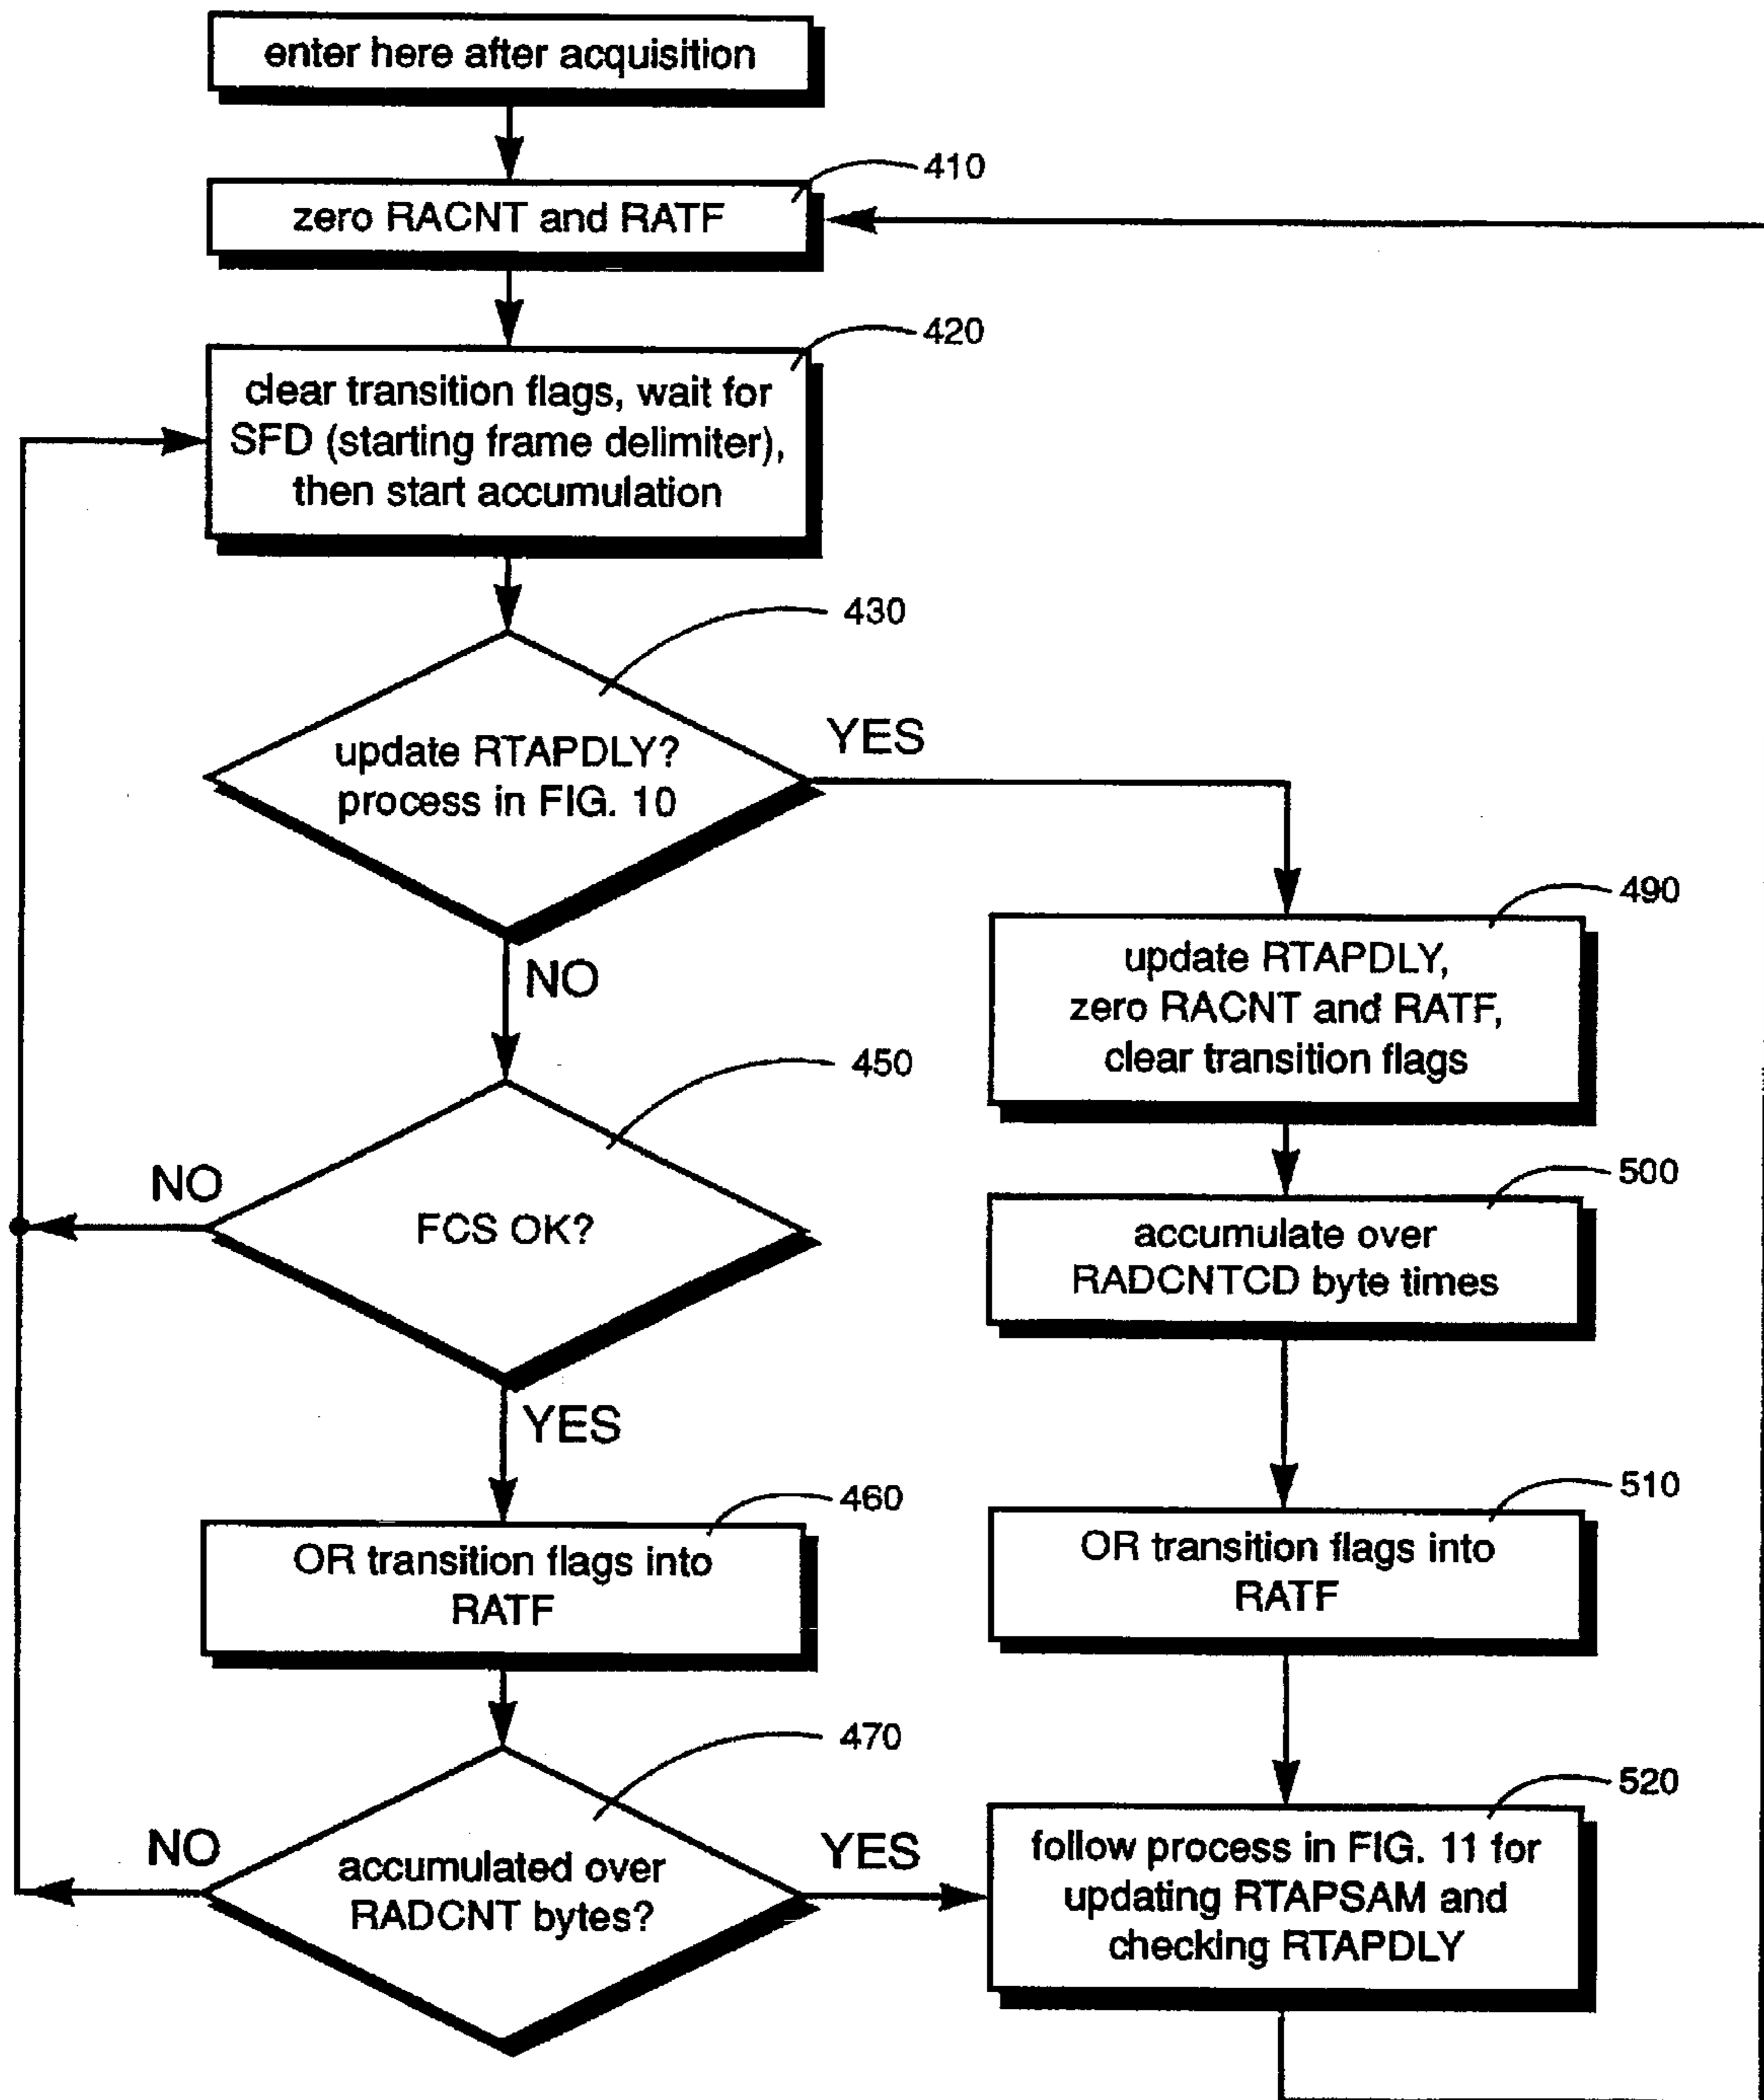 enter here after acquisition
410
zero RACNT and RATF
420
clear transition flags, wait for
SFD (starting frame delimiter),
then start accumulation
430
update RTAPDLY?
process in FIG. 10
YES
NO
490
update RTAPDLY,
zero RACNT and RATF,
clear transition flags
450
FCS OK?
NO
YES
500
accumulate over
RADCNTCD byte times
460
OR transition flags into
RATF
510
OR transition flags into
RATF
470
accumulated over
RADCNT bytes?
NO
YES
520
follow process in FIG. 11 for
updating RTAPSAM and
checking RTAPDLY